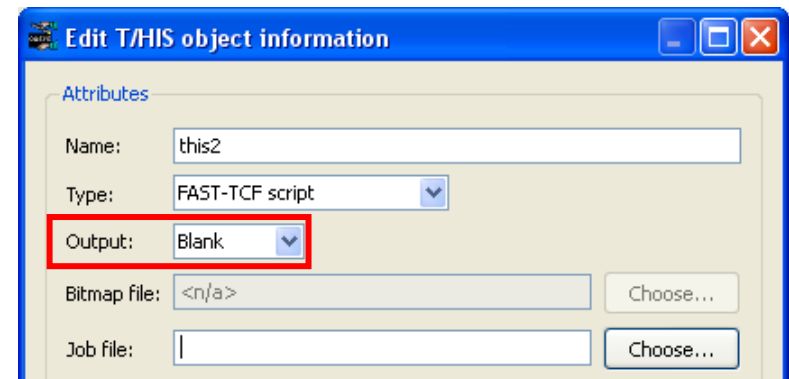 Edit T/HIS object information
Attributes
Name: this2
Type: FAST-TCF script
Output: Blank
Bitmap file: <n/a> Choose...
Job file: Choose...